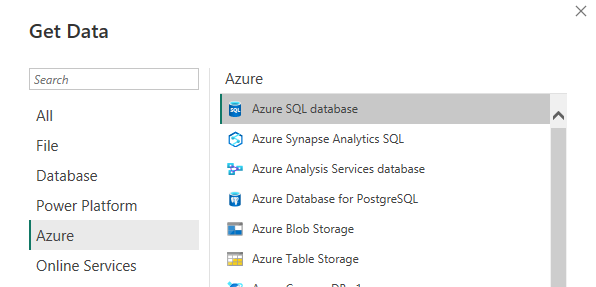 Get Data
Search
All
File
Database
Power Platform
Azure
Online Services
Azure
SQL
Azure SQL database
Azure Synapse Analytics SQL
Azure Analysis Services database
Azure Database for PostgreSQL
Azure Blob Storage
Azure Table Storage